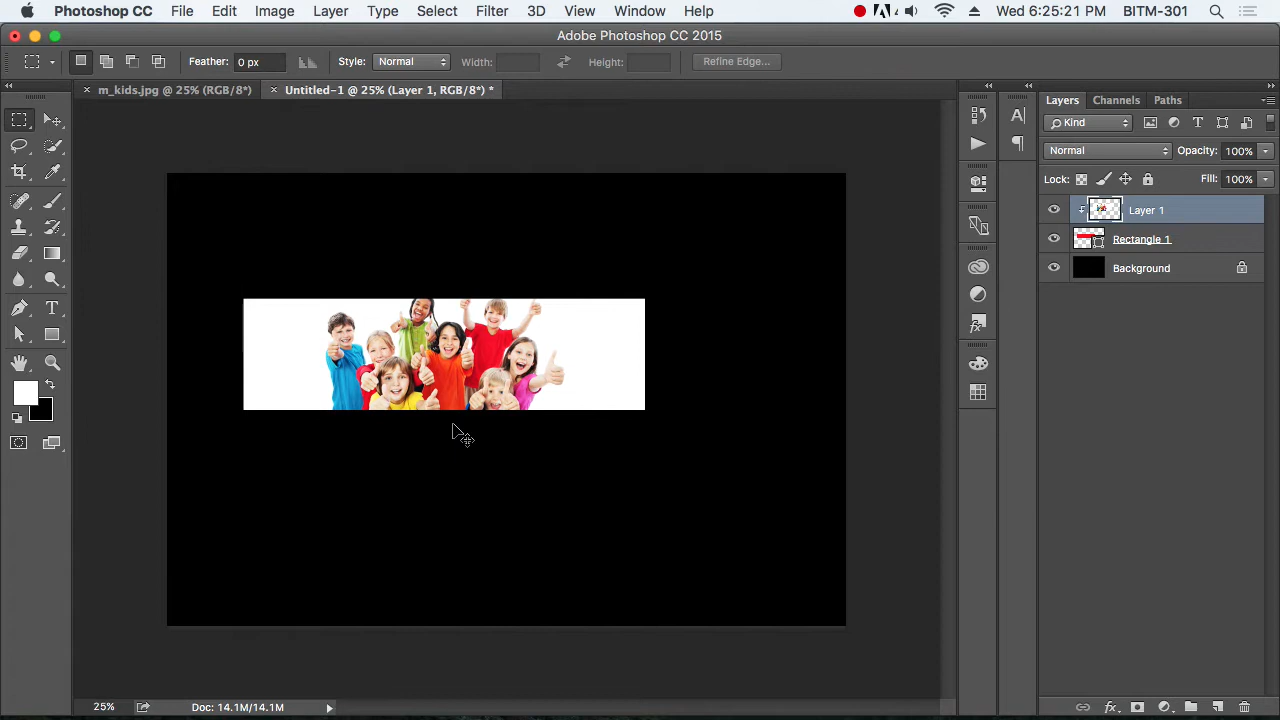 Photoshop CC File Edit Image Layer Type Select Filter 3D View Window Help 4 Wed 6:25:21 PM BITM-301
Adobe Photoshop CC 2015
Feather: 0 px Style: Normal Width: Height: Refine Edge...
× m_kids.jpg @ 25% (RGB/8*) × Untitled-1 @ 25% (Layer 1, RGB/8*) *
Layers Channels Paths
Kind
Normal Opacity: 100%
Lock: Fill: 100%
Layer 1
Rectangle 1
Background
25% Doc: 14.1M/14.1M